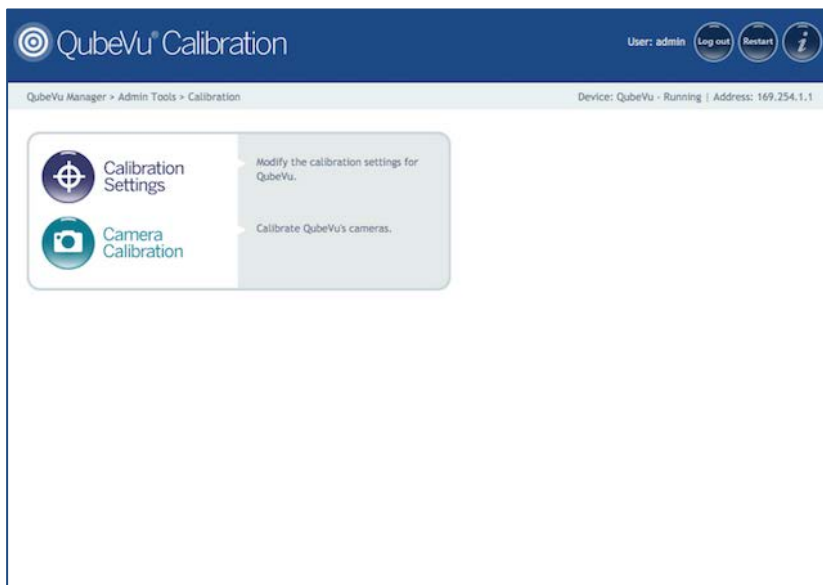 QubeVu® Calibration
User: admin
Log out
Restart
i
QubeVu Manager > Admin Tools > Calibration
Device: QubeVu - Running | Address: 169.254.1.1
Calibration
Settings
Modify the calibration settings for
QubeVu.
Camera
Calibration
Calibrate QubeVu's cameras.